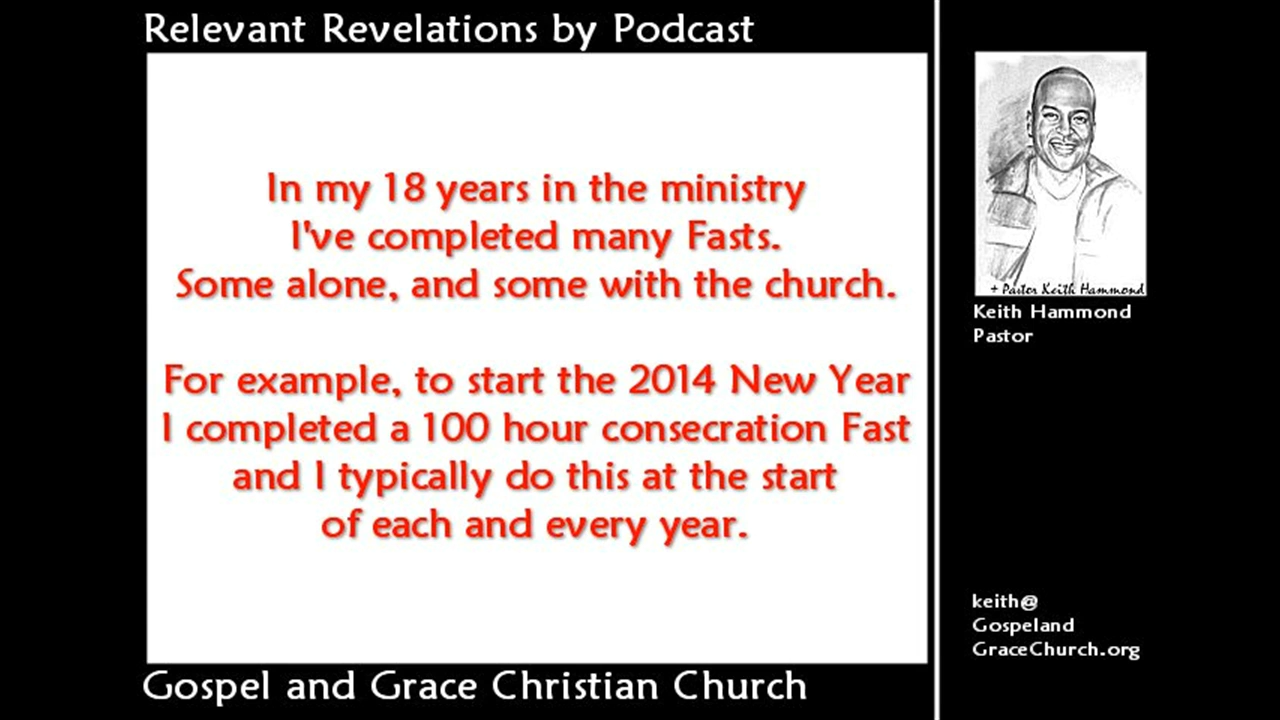 Relevant Revelations by Podcast
In my 18 years in the ministry
I've completed many Fasts.
Some alone, and some with the church.
For example, to start the 2014 New Year
I completed a 100 hour consecration Fast
and I typically do this at the start
of each and every year.
Gospel and Grace Christian Church
+ Pastor Keith Hammond
Keith Hammond
Pastor
keith@
Gospeland
GraceChurch.org